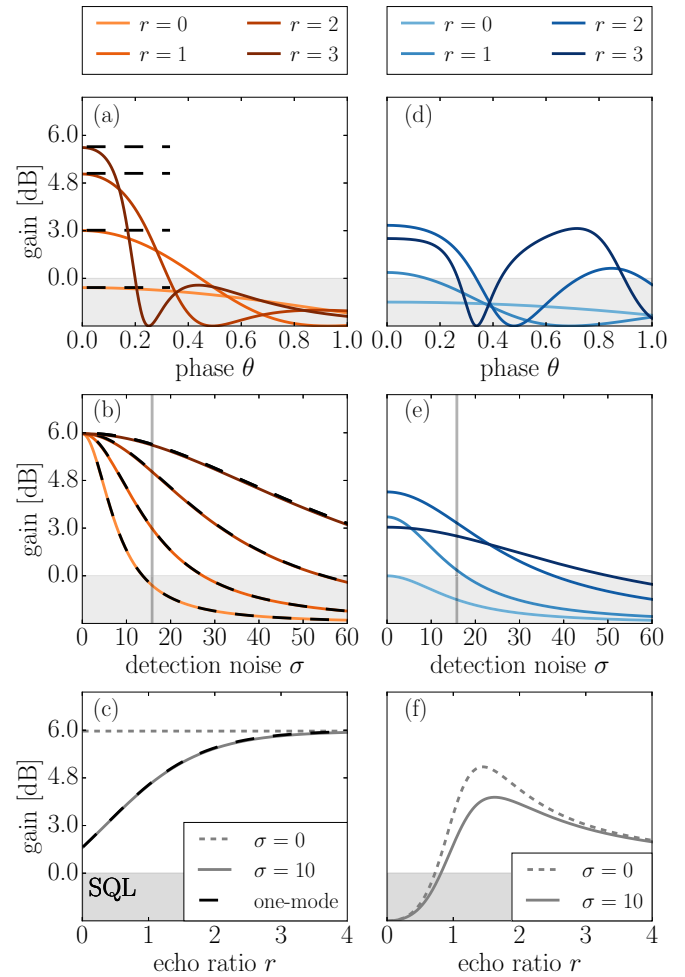 r = 0 r = 2
r = 1 r = 3
r = 0 r = 2
r = 1 r = 3
(a)
6.0
4.8
3.0
0.0
gain [dB]
0.0 0.2 0.4 0.6 0.8 1.0
phase θ
(d)
0.0 0.2 0.4 0.6 0.8 1.0
phase θ
(b)
6.0
4.8
3.0
0.0
gain [dB]
0 10 20 30 40 50 60
detection noise σ
(e)
0 10 20 30 40 50 60
detection noise σ
(c)
6.0
4.8
3.0
0.0
gain [dB]
SQL
σ = 0
σ = 10
one-mode
0 1 2 3 4
echo ratio r
(f)
σ = 0
σ = 10
0 1 2 3 4
echo ratio r